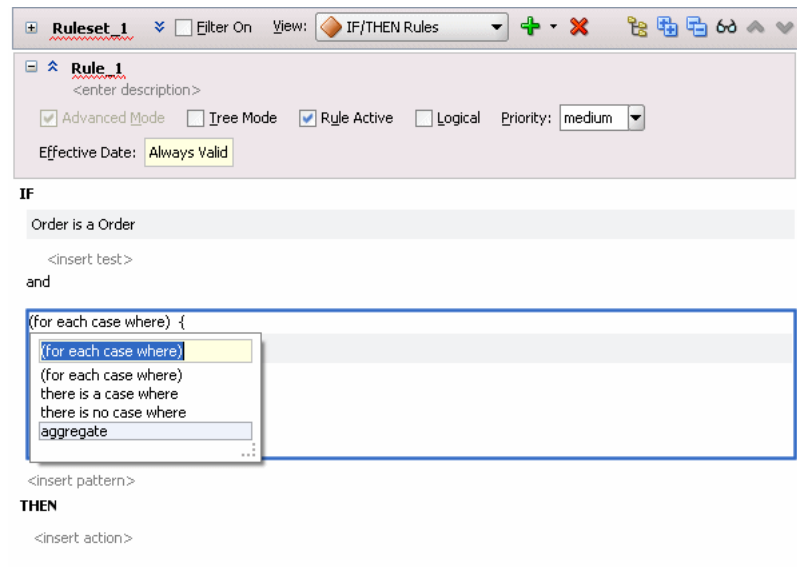 Ruleset_1 Filter On View: IF/THEN Rules
Rule_1
<enter description>
Advanced Mode Tree Mode Rule Active Logical Priority: medium
Effective Date: Always Valid
IF
Order is a Order
<insert test>
and
(for each case where) {
(for each case where)
(for each case where)
there is a case where
there is no case where
aggregate
<insert pattern>
THEN
<insert action>